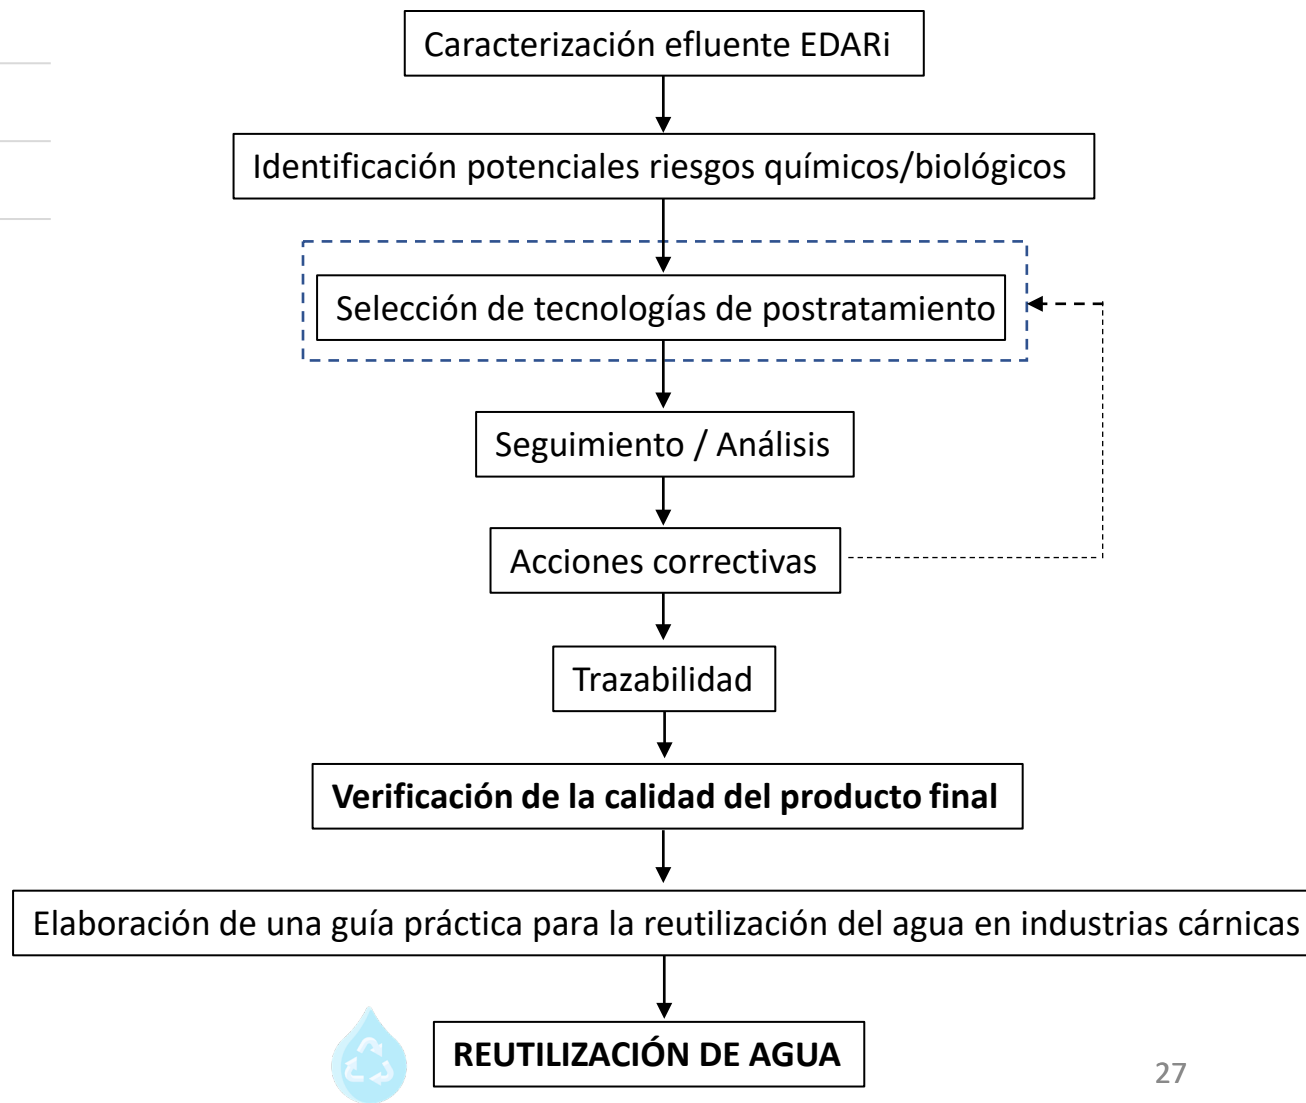 Caracterización efluente EDARi
Identificación potenciales riesgos químicos/biológicos
Selección de tecnologías de postratamiento
Seguimiento / Análisis
Acciones correctivas
Trazabilidad
Verificación de la calidad del producto final
Elaboración de una guía práctica para la reutilización del agua en industrias cárnicas
REUTILIZACIÓN DE AGUA
27